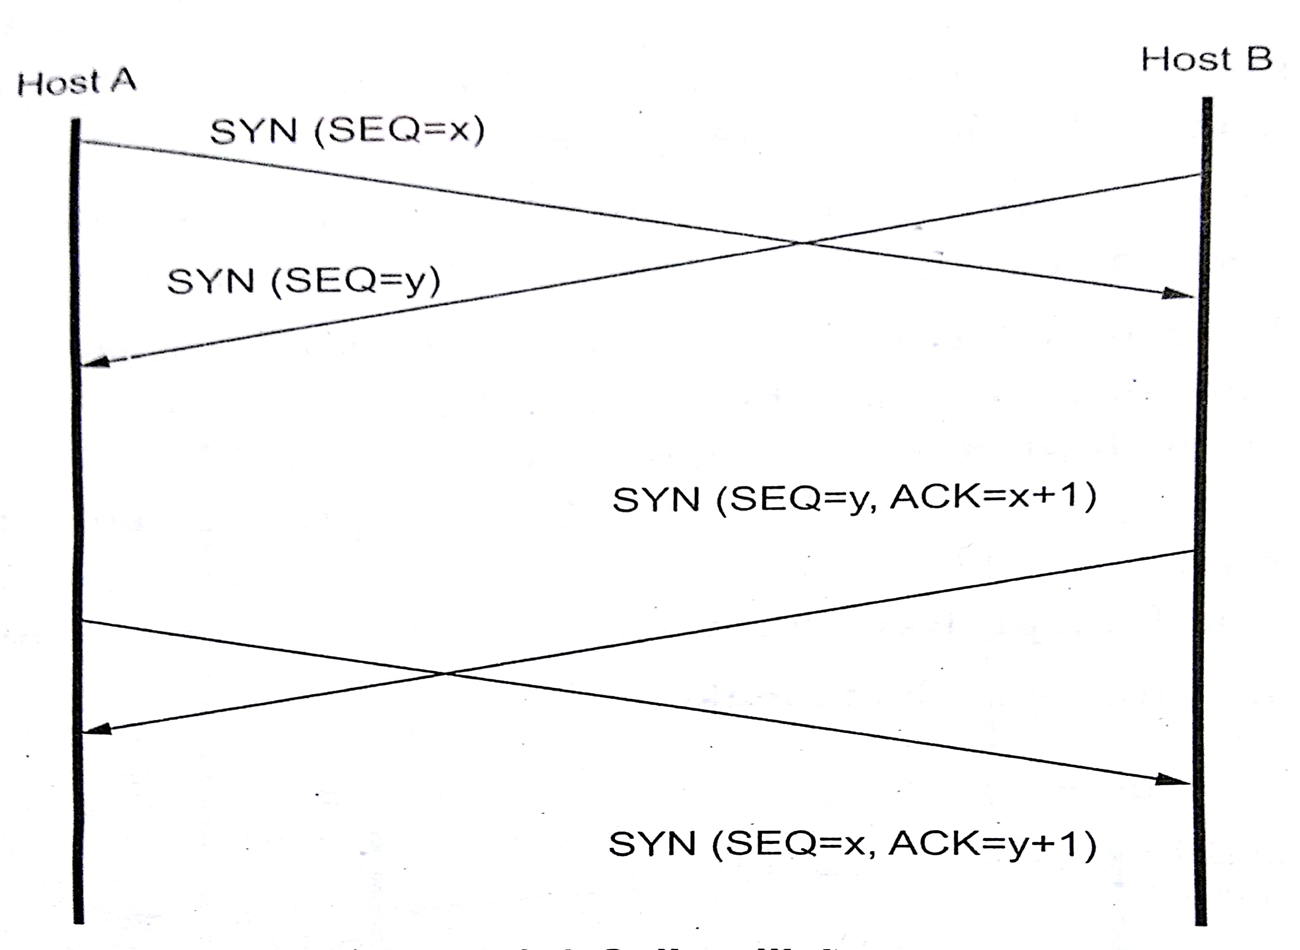 Host A
Host B
SYN (SEQ=x)
SYN (SEQ=y)
SYN (SEQ=y, ACK=x+1)
SYN (SEQ=x, ACK=y+1)